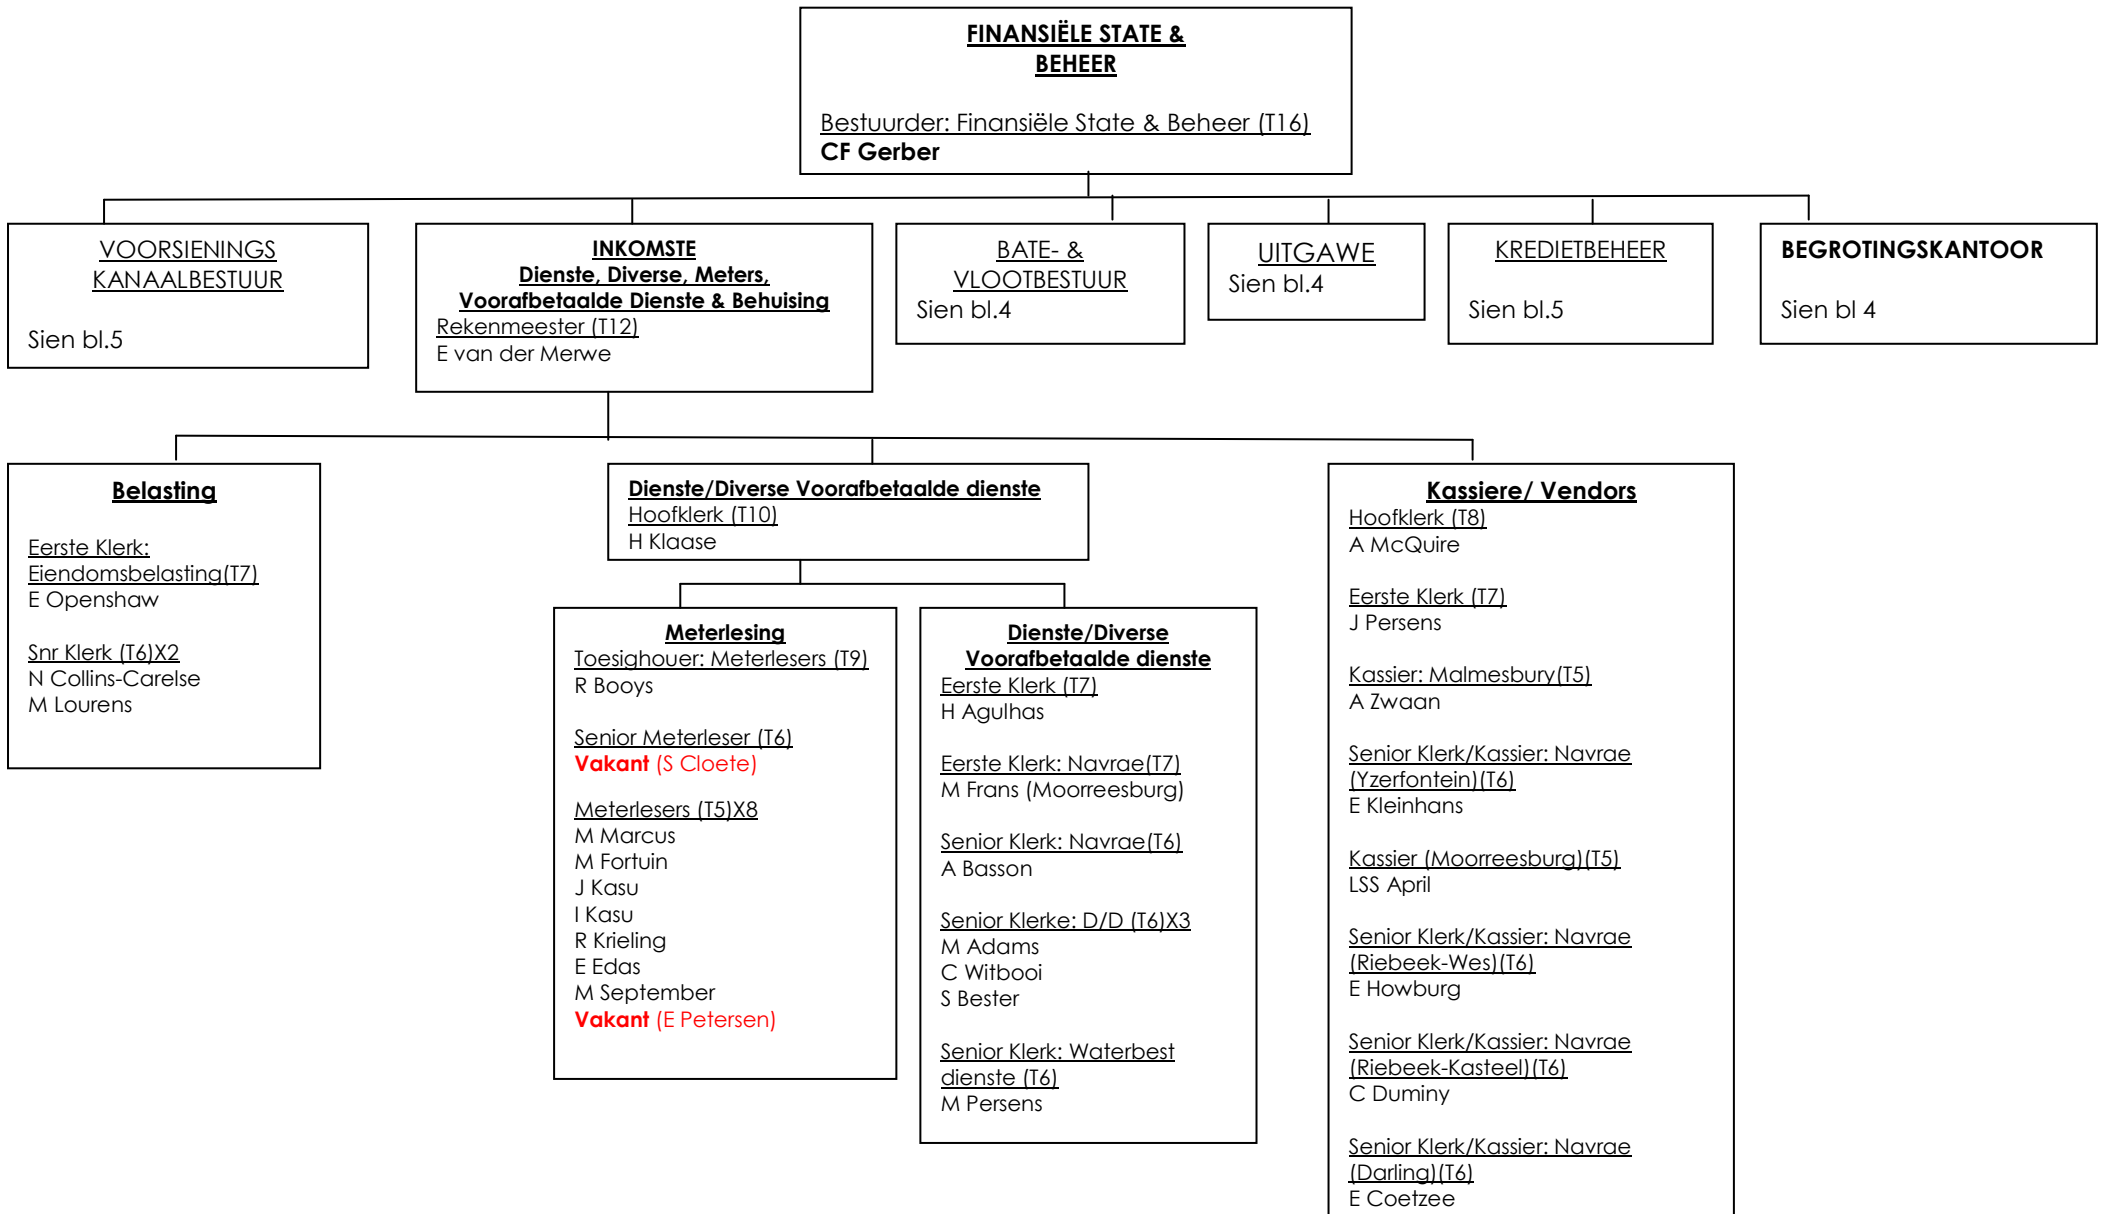 FINANSIËLE STATE &
BEHEER
Bestuurder: Finansiële State & Beheer (T16)
CF Gerber
VOORSIENINGS
KANAALBESTUUR
Sien bl.5
INKOMSTE
Dienste, Diverse, Meters,
Voorafbetaalde Dienste & Behuising
Rekenmeester (T12)
E van der Merwe
BATE- &
VLOOTBESTUUR
Sien bl.4
UITGAWE
Sien bl.4
KREDIETBEHEER
Sien bl.5
BEGROTINGSKANTOOR
Sien bl 4
Belasting
Eerste Klerk:
Eiendomsbelasting(T7)
E Openshaw
Snr Klerk (T6)X2
N Collins-Carelse
M Lourens
Dienste/Diverse Voorafbetaalde dienste
Hoofklerk (T10)
H Klaase
Meterlesing
Toesighouer: Meterlesers (T9)
R Booys
Senior Meterleser (T6)
Vakant (S Cloete)
Meterlesers (T5)X8
M Marcus
M Fortuin
J Kasu
I Kasu
R Krieling
E Edas
M September
Vakant (E Petersen)
Dienste/Diverse
Voorafbetaalde dienste
Eerste Klerk (T7)
H Agulhas
Eerste Klerk: Navrae(T7)
M Frans (Moorreesburg)
Senior Klerk: Navrae(T6)
A Basson
Senior Klerke: D/D (T6)X3
M Adams
C Witbooi
S Bester
Senior Klerk: Waterbest
dienste (T6)
M Persens
Kassiere/ Vendors
Hoofklerk (T8)
A McQuire
Eerste Klerk (T7)
J Persens
Kassier: Malmesbury(T5)
A Zwaan
Senior Klerk/Kassier: Navrae
(Yzerfontein)(T6)
E Kleinhans
Kassier (Moorreesburg)(T5)
LSS April
Senior Klerk/Kassier: Navrae
(Riebeek-Wes)(T6)
E Howburg
Senior Klerk/Kassier: Navrae
(Riebeek-Kasteel)(T6)
C Duminy
Senior Klerk/Kassier: Navrae
(Darling)(T6)
E Coetzee